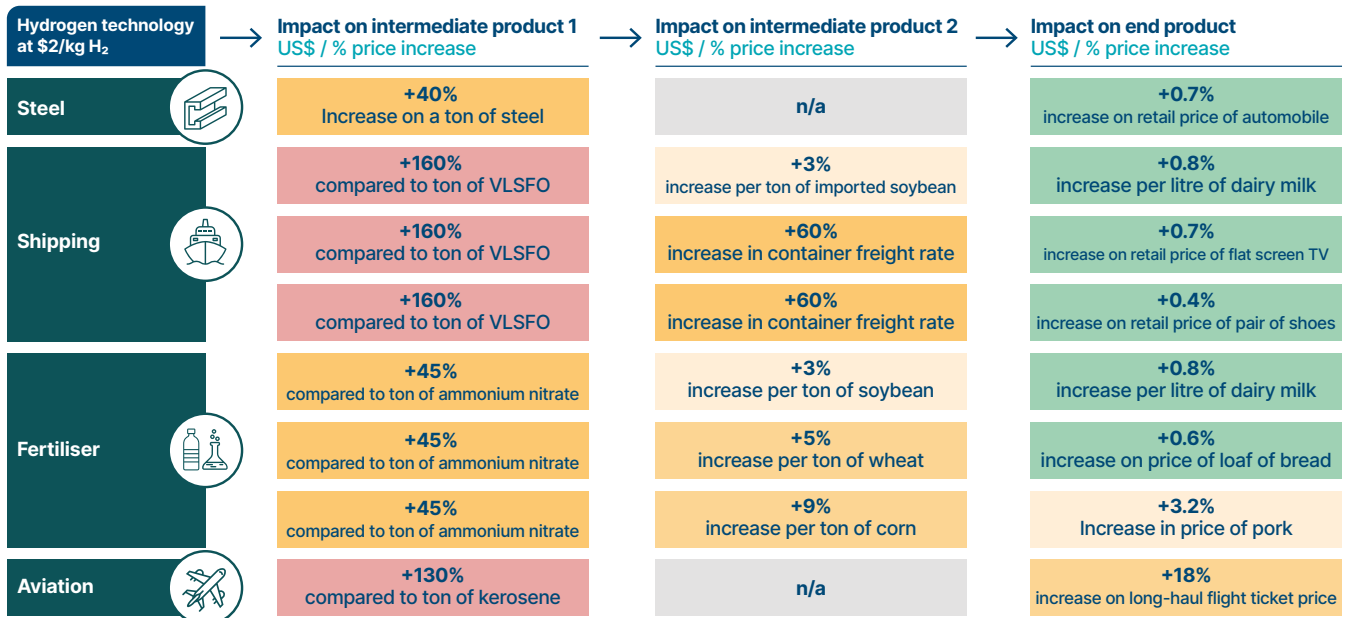 Hydrogen technology
at $2/kg H₂
Impact on intermediate product 1
US$ / % price increase
Impact on intermediate product 2
US$ / % price increase
Impact on end product
US$ / % price increase
Steel
+40%
Increase on a ton of steel
n/a
+0.7%
increase on retail price of automobile
Shipping
+160%
compared to ton of VLSFO
+3%
increase per ton of imported soybean
+0.8%
increase per litre of dairy milk
+160%
compared to ton of VLSFO
+60%
increase in container freight rate
+0.7%
increase on retail price of flat screen TV
+160%
compared to ton of VLSFO
+60%
increase in container freight rate
+0.4%
increase on retail price of pair of shoes
Fertiliser
+45%
compared to ton of ammonium nitrate
+3%
increase per ton of soybean
+0.8%
increase per litre of dairy milk
+45%
compared to ton of ammonium nitrate
+5%
increase per ton of wheat
+0.6%
increase on price of loaf of bread
+45%
compared to ton of ammonium nitrate
+9%
increase per ton of corn
+3.2%
Increase in price of pork
Aviation
+130%
compared to ton of kerosene
n/a
+18%
increase on long-haul flight ticket price